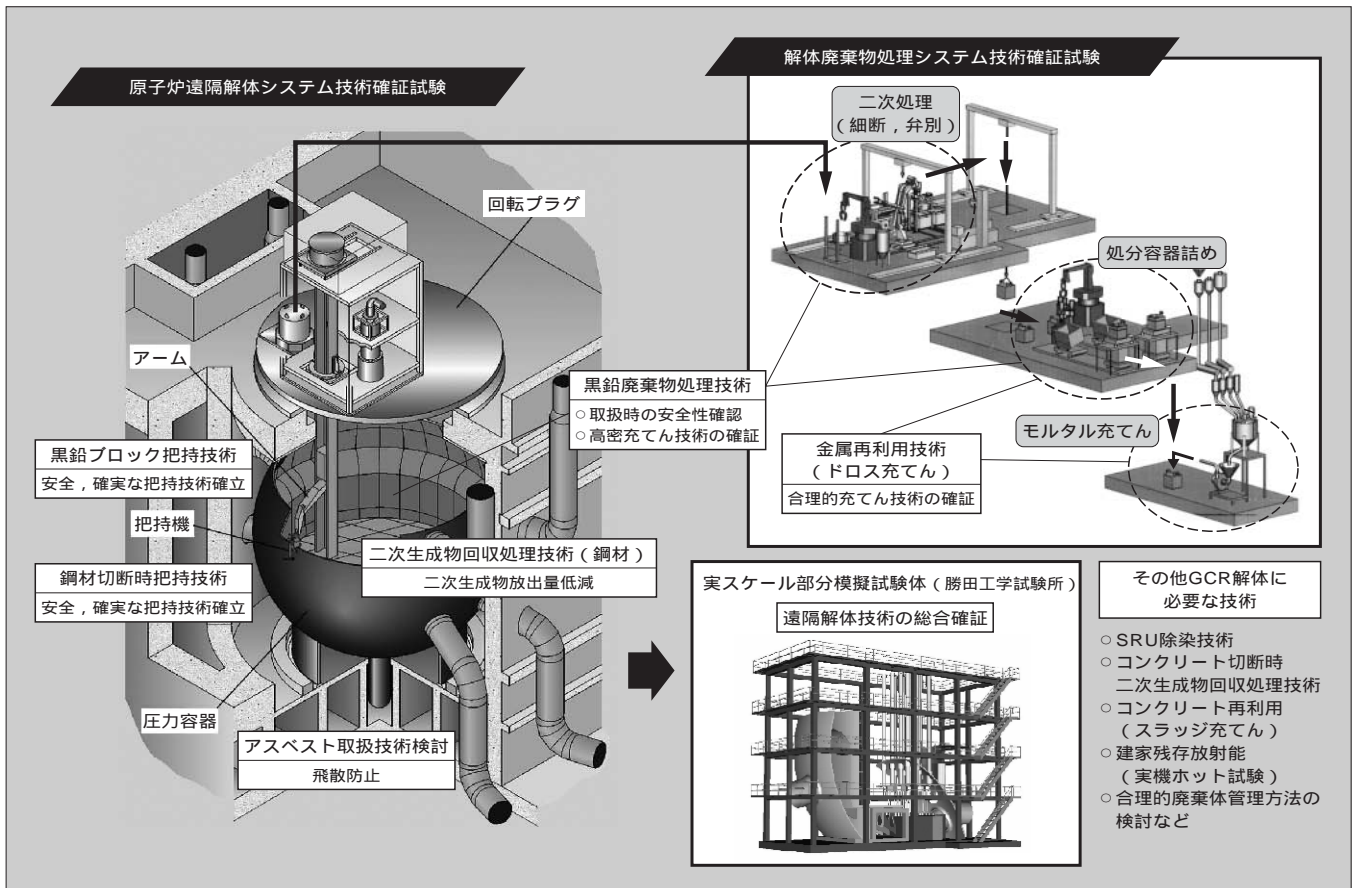 原子炉遠隔解体システム技術確証試験
回転プラグ
アーム
黒鉛ブロック把持技術
安全，確実な把持技術確立
把持機
鋼材切断時把持技術
安全，確実な把持技術確立
二次生成物回収処理技術（鋼材）
二次生成物放出量低減
圧力容器
アスベスト取扱技術検討
飛散防止
解体廃棄物処理システム技術確証試験
二次処理
（細断，弁別）
処分容器詰め
黒鉛廃棄物処理技術
○取扱時の安全性確認
○高密充てん技術の確証
モルタル充てん
金属再利用技術
（ドロス充てん）
合理的充てん技術の確証
実スケール部分模擬試験体（勝田工学試験所）
遠隔解体技術の総合確証
その他GCR解体に
必要な技術
○SRU除染技術
○コンクリート切断時
二次生成物回収処理技術
○コンクリート再利用
（スラッジ充てん）
○建家残存放射能
（実機ホット試験）
○合理的廃棄体管理方法の
検討など